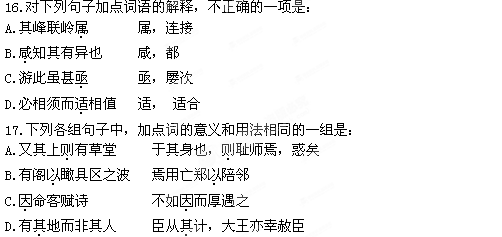 16.对下列句子加点词语的解释，不正确的一项是：
A.其峰联岭属 属，连接
B.咸知其有异也 咸，都
C.游此虽甚亟 亟，屡次
D.必相须而适相值 适， 适合
17.下列各组句子中，加点词的意义和用法相同的一组是：
A.又其上则有草堂 于其身也，则耻师焉，惑矣
B.有阁以瞰具区之波 焉用亡郑以陪邻
C.因命客赋诗 不如因而厚遇之
D.有其地而非其人 臣从其计，大王亦幸赦臣